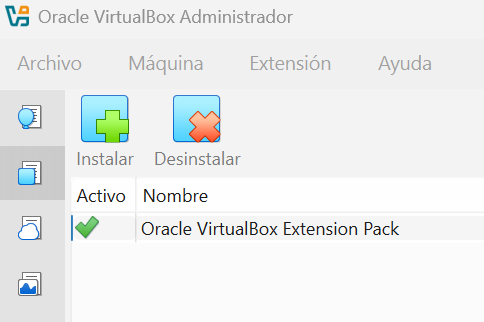 Oracle VirtualBox Administrador
Archivo Máquina Extensión Ayuda
Instalar Desinstalar
Activo Nombre
Oracle VirtualBox Extension Pack